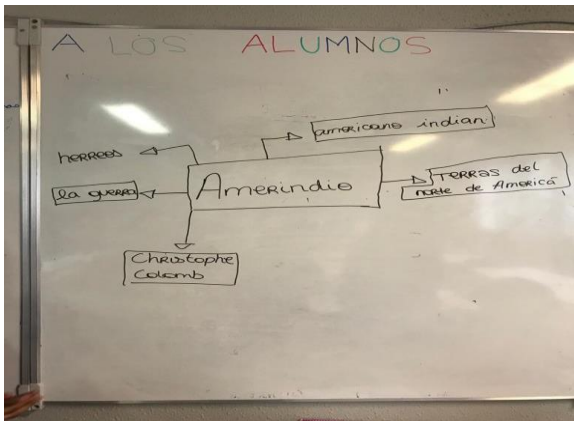 A LOS ALUMNOS
americano indian
herreos
Amerindio
la guerra
Terras del
norte de Americá
Christophe
Colomb